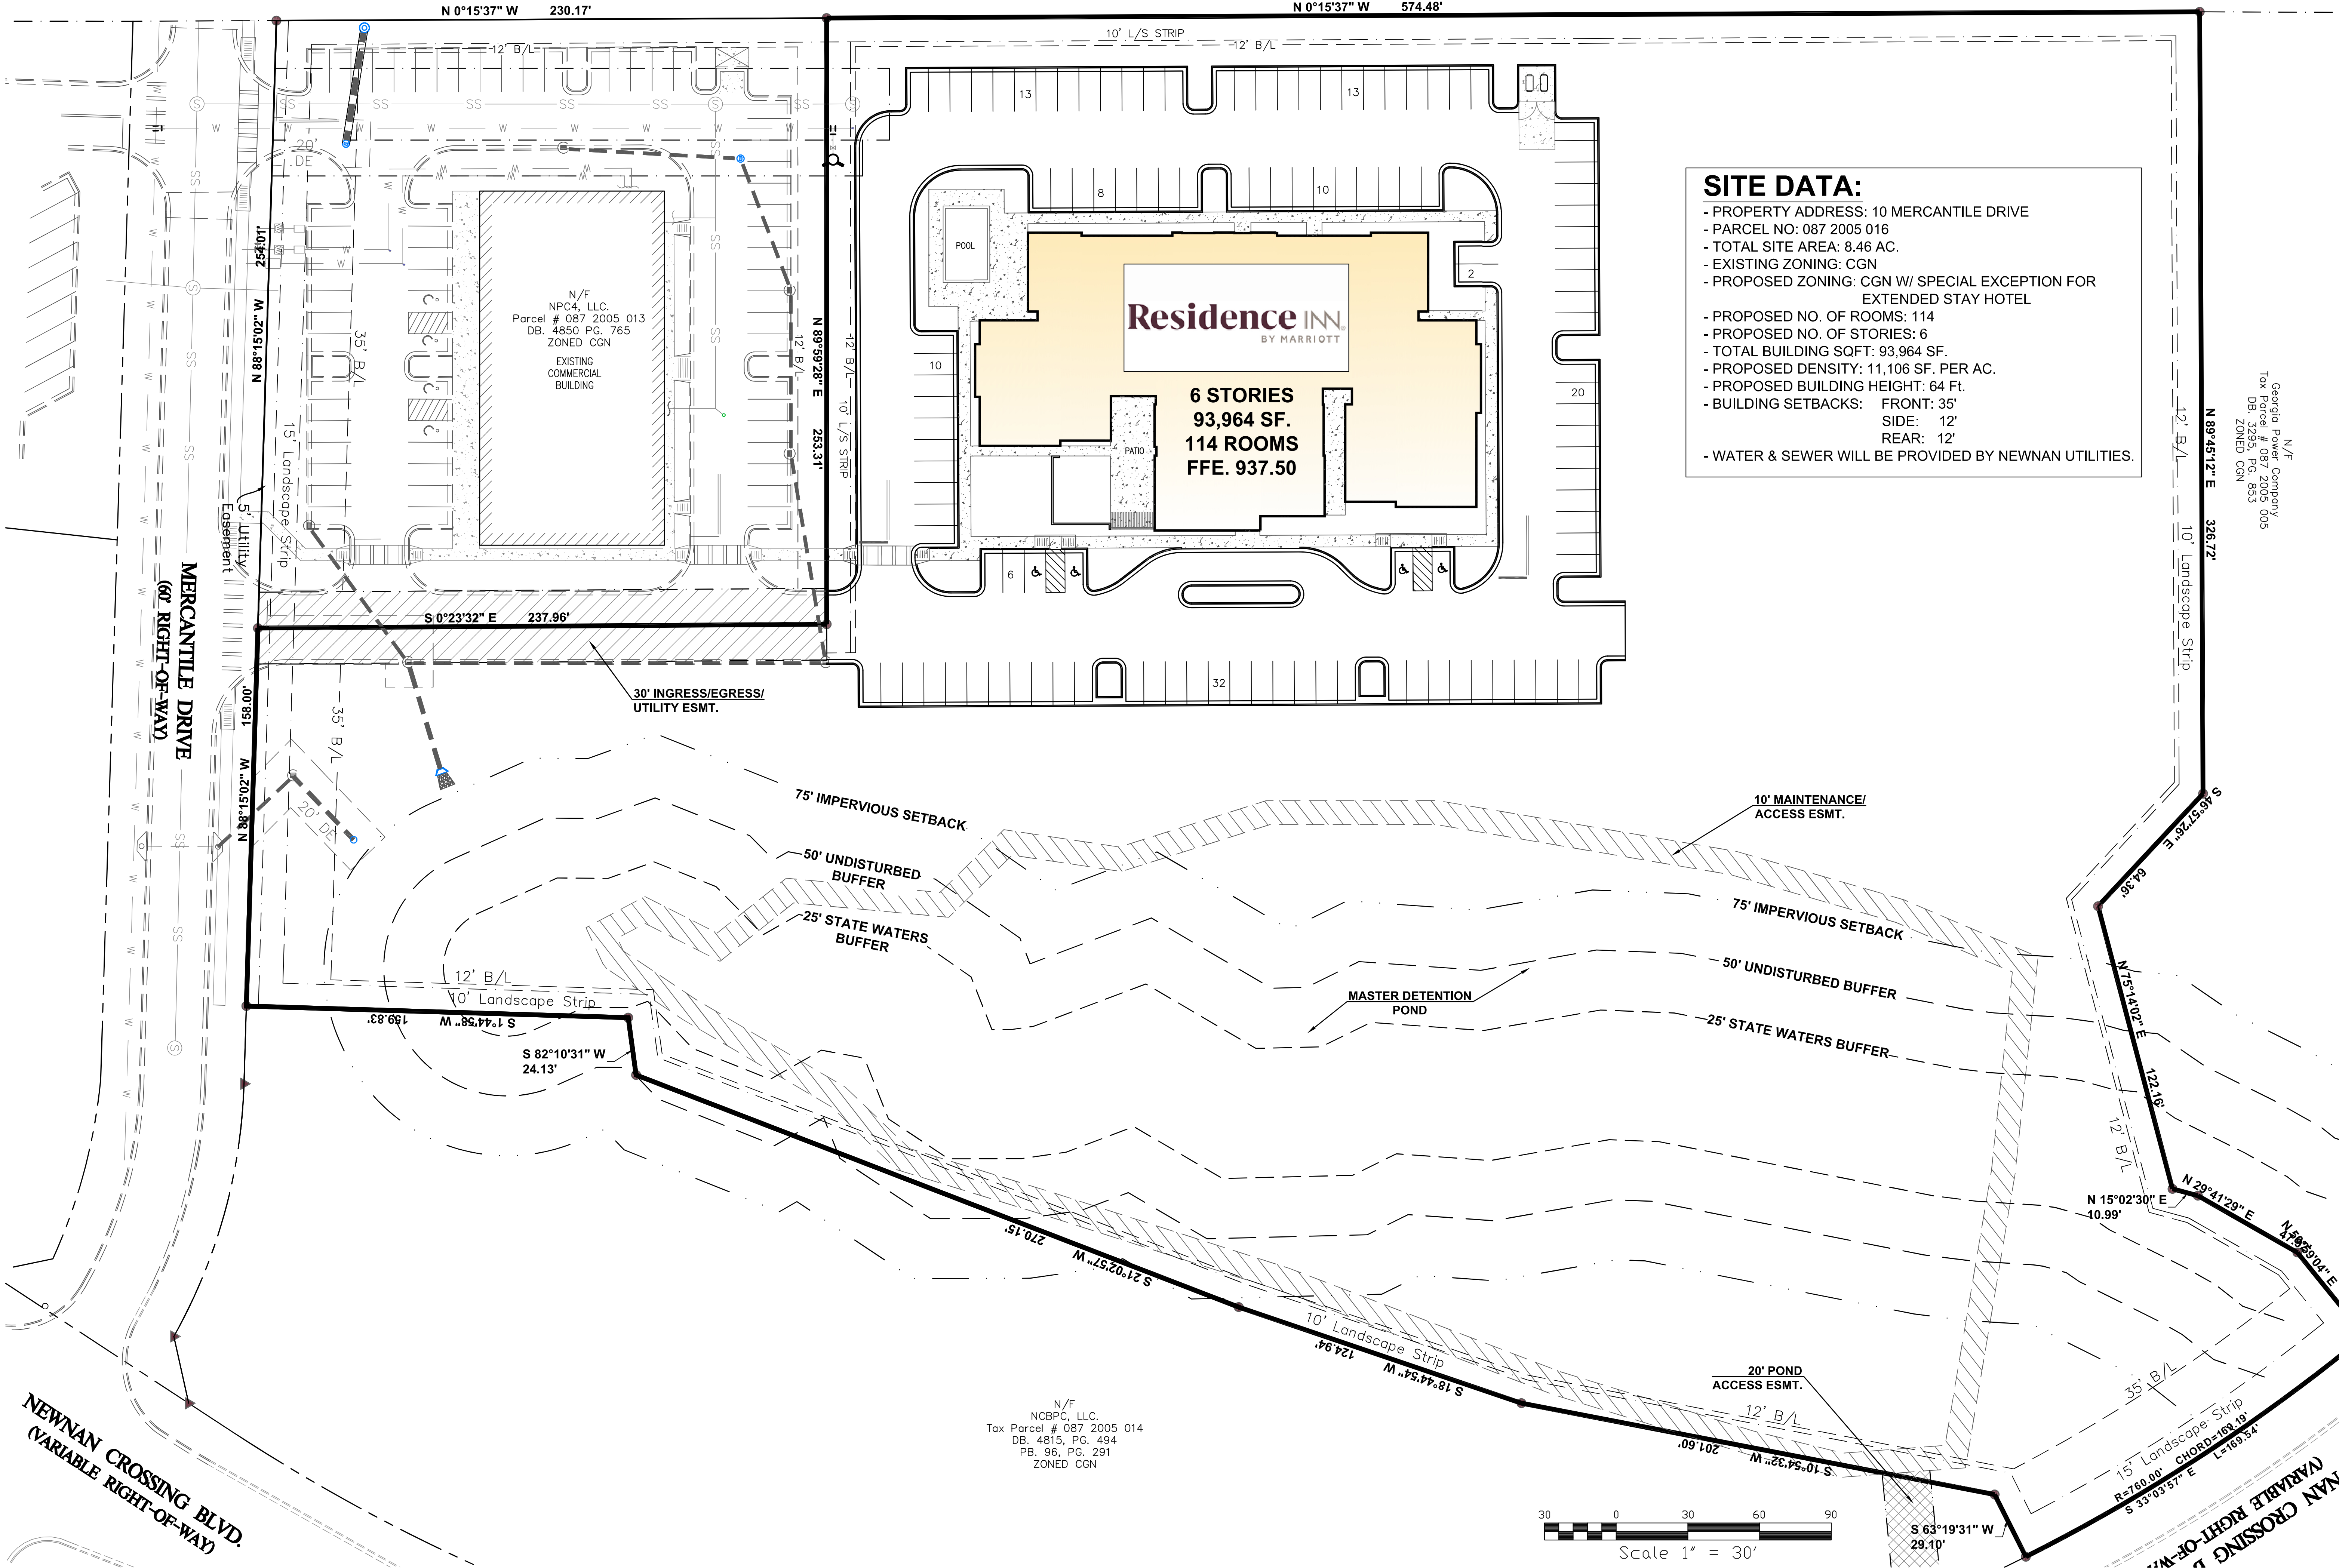 N 0°15'37" W 230.17'
N 0°15'37" W 574.48'
10' L/S STRIP
12' B/L
12' B/L
13
13
8
10
2
10
20
6
32
POOL
PATIO
Residence INN.
BY MARRIOTT
6 STORIES
93,964 SF.
114 ROOMS
FFE. 937.50
SITE DATA:
- PROPERTY ADDRESS: 10 MERCANTILE DRIVE
- PARCEL NO: 087 2005 016
- TOTAL SITE AREA: 8.46 AC.
- EXISTING ZONING: CGN
- PROPOSED ZONING: CGN W/ SPECIAL EXCEPTION FOR
EXTENDED STAY HOTEL
- PROPOSED NO. OF ROOMS: 114
- PROPOSED NO. OF STORIES: 6
- TOTAL BUILDING SQFT: 93,964 SF.
- PROPOSED DENSITY: 11,106 SF. PER AC.
- PROPOSED BUILDING HEIGHT: 64 Ft.
- BUILDING SETBACKS: FRONT: 35'
SIDE: 12'
REAR: 12'
- WATER & SEWER WILL BE PROVIDED BY NEWNAN UTILITIES.
N/F
Georgia Power Company
Tax Parcel # 087 2005 005
DB. 3295, PG. 853
ZONED CGN
N 89°45'12" E 326.72'
12' B/L
10' Landscape Strip
20'
DE
N/F
NPC4, LLC.
Parcel # 087 2005 013
DB. 4850 PG. 765
ZONED CGN
EXISTING
COMMERCIAL
BUILDING
N 88°15'02" W 254.01'
35' B/L
15' Landscape Strip
5' Utility
Easement
12' B/L
N 89°59'28" E 253.31'
12' B/L
10' L/S STRIP
S 0°23'32" E 237.96'
30' INGRESS/EGRESS/
UTILITY ESMT.
MERCANTILE DRIVE
(60' RIGHT-OF-WAY)
N 88°15'02" W 158.00'
35' B/L
20' DE
75' IMPERVIOUS SETBACK
50' UNDISTURBED
BUFFER
25' STATE WATERS
BUFFER
10' MAINTENANCE/
ACCESS ESMT.
75' IMPERVIOUS SETBACK
50' UNDISTURBED BUFFER
25' STATE WATERS BUFFER
MASTER DETENTION
POND
S 46°57'26" E
64.36'
N 75°14'02" E 122.16'
12' B/L
N 15°02'30" E
10.99'
N 29°41'29" E
12' B/L
10' Landscape Strip
S 1°44'58" W 159.83'
S 82°10'31" W
24.13'
S 21°02'57" W 270.15'
10' Landscape Strip
S 18°44'54" W 124.94'
12' B/L
S 10°54'32" W 201.60'
20' POND
ACCESS ESMT.
S 63°19'31" W
29.10'
35' B/L
15' Landscape Strip
R=760.00' CHORD=169.19'
S 33°03'57" E L=169.54'
(VARIABLE RIGHT-OF-WA
NAN CROSSING B
N/F
NCBPC, LLC.
Tax Parcel # 087 2005 014
DB. 4815, PG. 494
PB. 96, PG. 291
ZONED CGN
NEWNAN CROSSING BLVD.
(VARIABLE RIGHT-OF-WAY)
30 0 30 60 90
Scale 1" = 30'